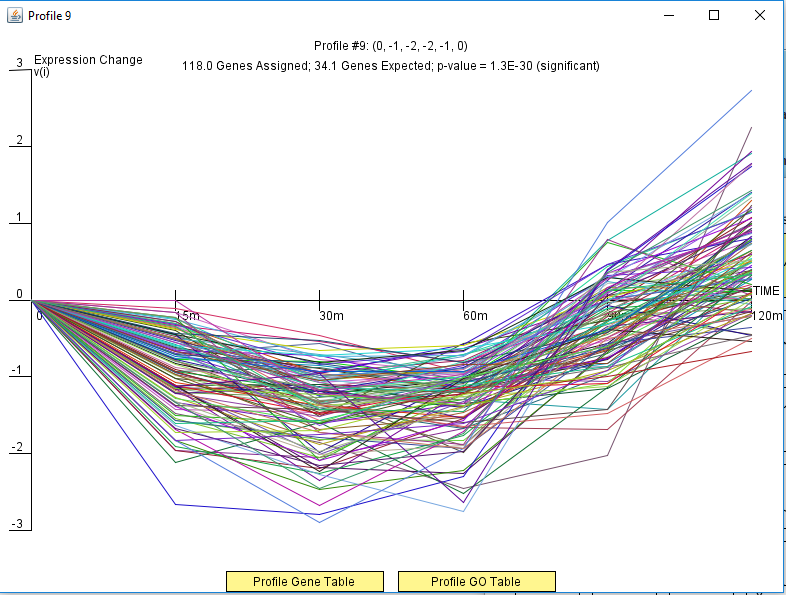 Profile 9
Profile #9: (0, -1, -2, -2, -1, 0)
118.0 Genes Assigned; 34.1 Genes Expected; p-value = 1.3E-30 (significant)
Expression Change
v(i)
3
2
1
0
-1
-2
-3
0
15m
30m
60m
90m
120m
TIME
Profile Gene Table
Profile GO Table